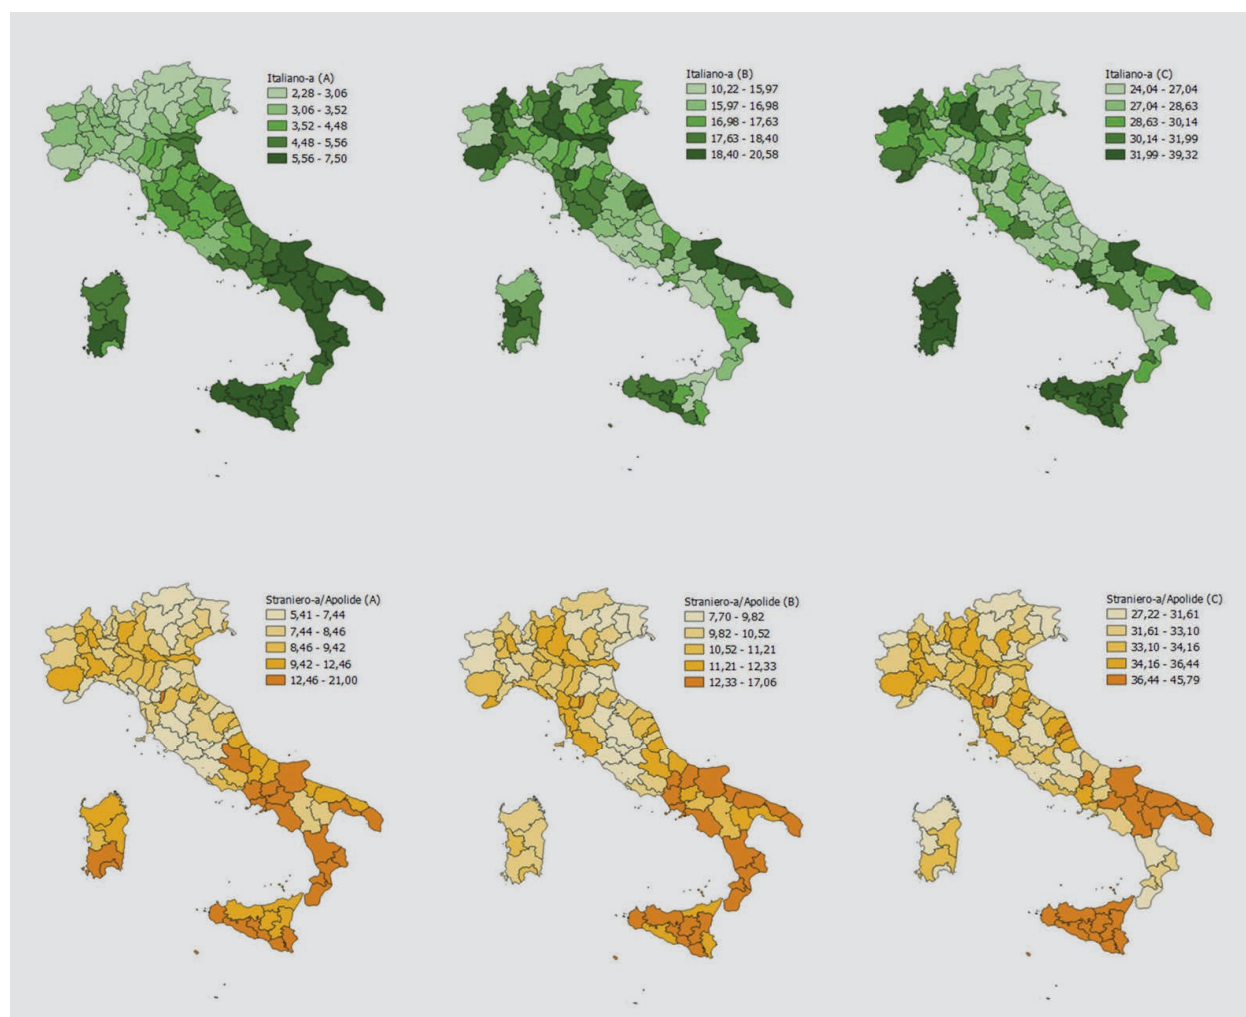 Italiano-a (A)
2,28 - 3,06
3,06 - 3,52
3,52 - 4,48
4,48 - 5,56
5,56 - 7,50
Italiano-a (B)
10,22 - 15,97
15,97 - 16,98
16,98 - 17,63
17,63 - 18,40
18,40 - 20,58
Italiano-a (C)
24,04 - 27,04
27,04 - 28,63
28,63 - 30,14
30,14 - 31,99
31,99 - 39,32
Straniero-a/Apolide (A)
5,41 - 7,44
7,44 - 8,46
8,46 - 9,42
9,42 - 12,46
12,46 - 21,00
Straniero-a/Apolide (B)
7,70 - 9,82
9,82 - 10,52
10,52 - 11,21
11,21 - 12,33
12,33 - 17,06
Straniero-a/Apolide (C)
27,22 - 31,61
31,61 - 33,10
33,10 - 34,16
34,16 - 36,44
36,44 - 45,79